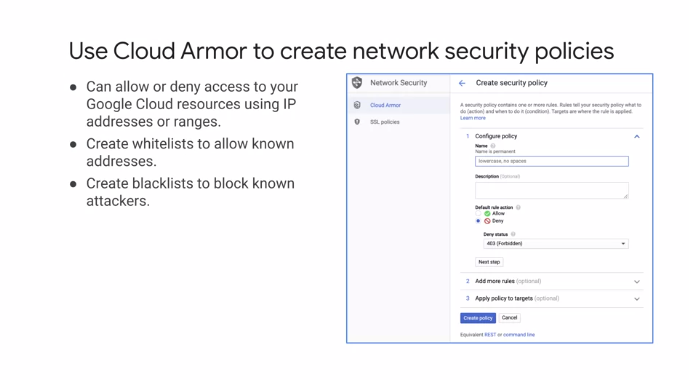 Use Cloud Armor to create network security policies
● Can allow or deny access to your
Google Cloud resources using IP
addresses or ranges.
● Create whitelists to allow known
addresses.
● Create blacklists to block known
attackers.
Network Security
Cloud Armor
SSL policies
← Create security policy
A security policy contains one or more rules. Rules tell your security policy what to
do (action) and when to do it (condition). Targets are where the rule is applied.
Learn more
1 Configure policy
Name
Name is permanent
lowercase, no spaces
Description (Optional)
Default rule action
Allow
Deny
Deny status
403 (Forbidden)
Next step
2 Add more rules (optional)
3 Apply policy to targets (optional)
Create policy Cancel
Equivalent REST or command line